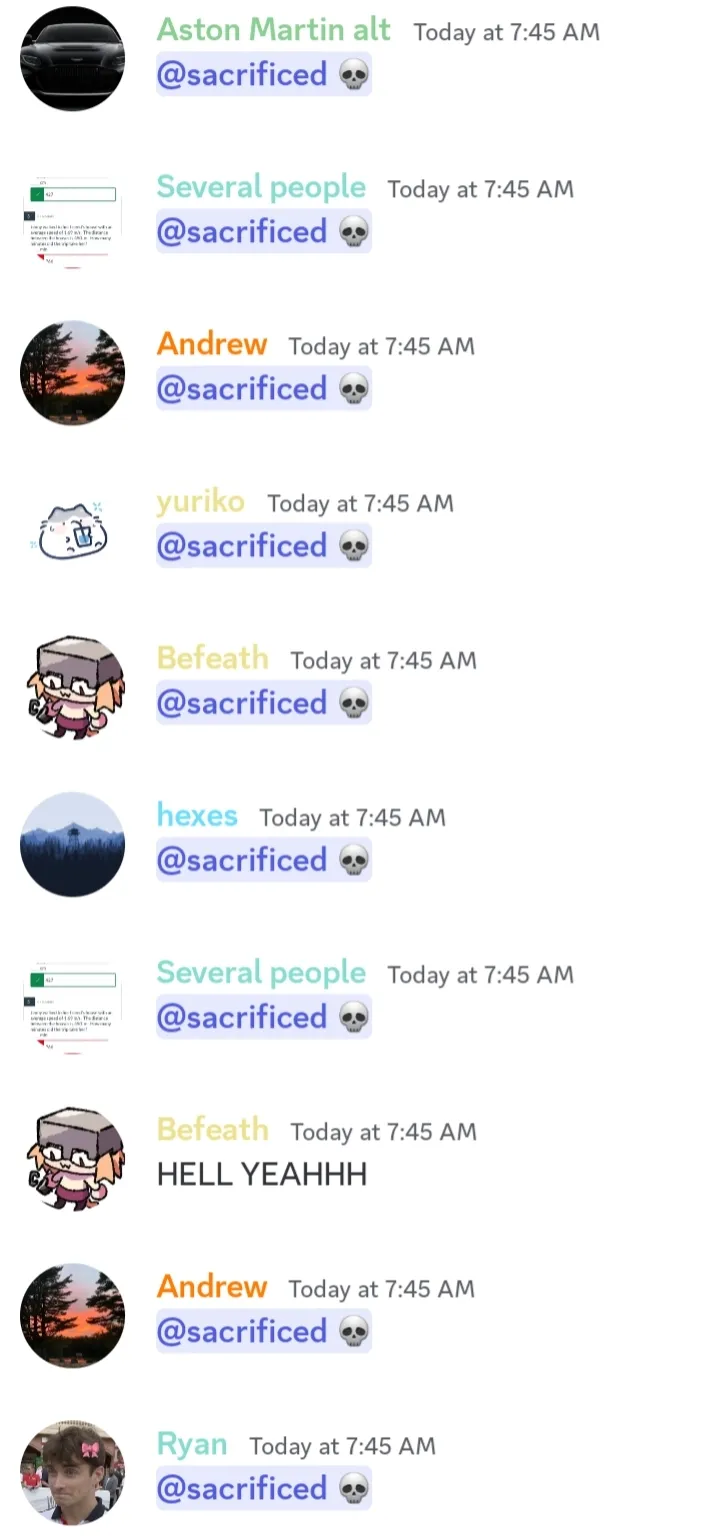 Aston Martin alt Today at 7:45 AM
@sacrificed 💀
Several people Today at 7:45 AM
@sacrificed 💀
Andrew Today at 7:45 AM
@sacrificed 💀
yuriko Today at 7:45 AM
@sacrificed 💀
Befeath Today at 7:45 AM
@sacrificed 💀
hexes Today at 7:45 AM
@sacrificed 💀
Several people Today at 7:45 AM
@sacrificed 💀
Befeath Today at 7:45 AM
HELL YEAHHH
Andrew Today at 7:45 AM
@sacrificed 💀
Ryan Today at 7:45 AM
@sacrificed 💀